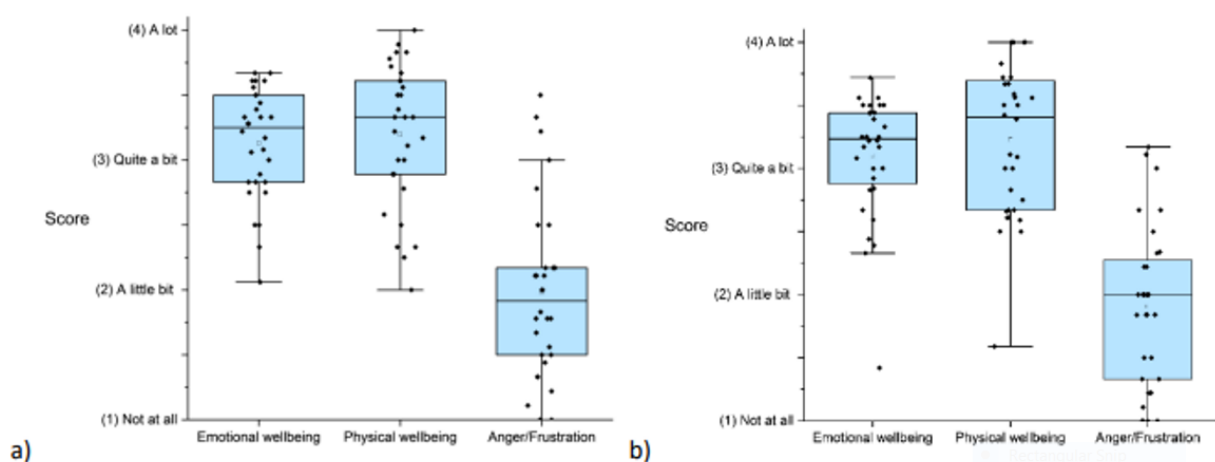 (4) A lot
(3) Quite a bit
Score
(2) A little bit
(1) Not at all
Emotional wellbeing Physical wellbeing Anger/Frustration
a)
(4) A lot
(3) Quite a bit
Score
(2) A little bit
(1) Not at all
Emotional wellbeing Physical wellbeing Anger/Frustration
b)
Rectangular Snip